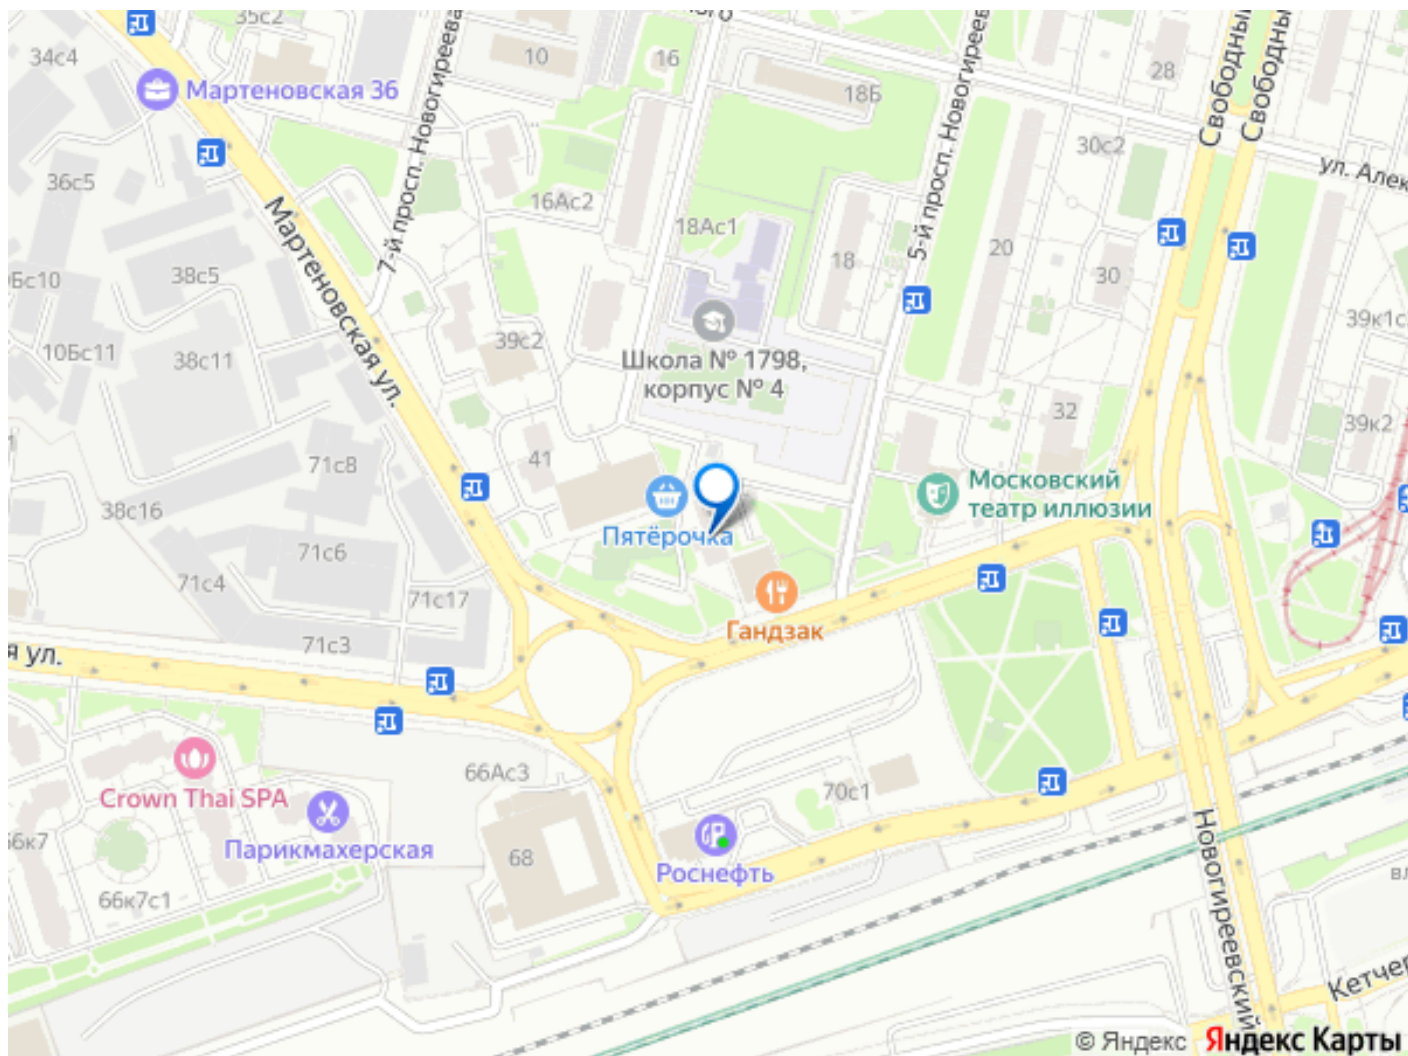 35с2
34с4
10
16
28
Свободный
Свободный
Мартеновская 36
18Б
7-й просп. Новогиреева
5-й просп. Новогиреев
30с2
ул. Алек
36с5
16Ас2
18Ас1
Мартеновская ул.
38с5
18
20
30
10Бс11
38с11
39с2
39к1с
Школа № 1798,
корпус № 4
32
39к2
71с8
41
38с16
Пятёрочка
Московский
театр иллюзии
71с6
71с4
71с17
71с3
Гандзак
я ул.
66Ас3
70с1
Crown Thai SPA
Парикмахерская
68
Роснефть
66к7с1
Новогиреевский
Кетчер
© Яндекс Яндекс Карты